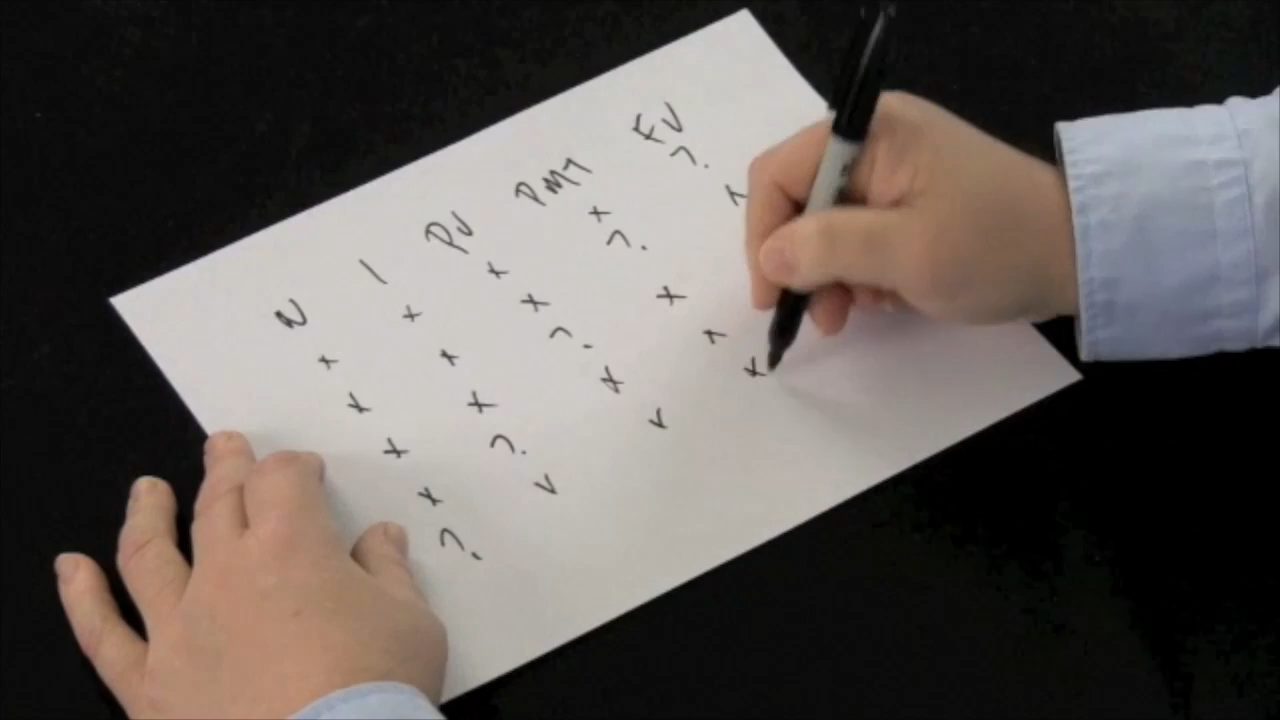 N I PV PMT FV
x x x x ?
x x x ? x
x x ? x
x ? x x
? v v x